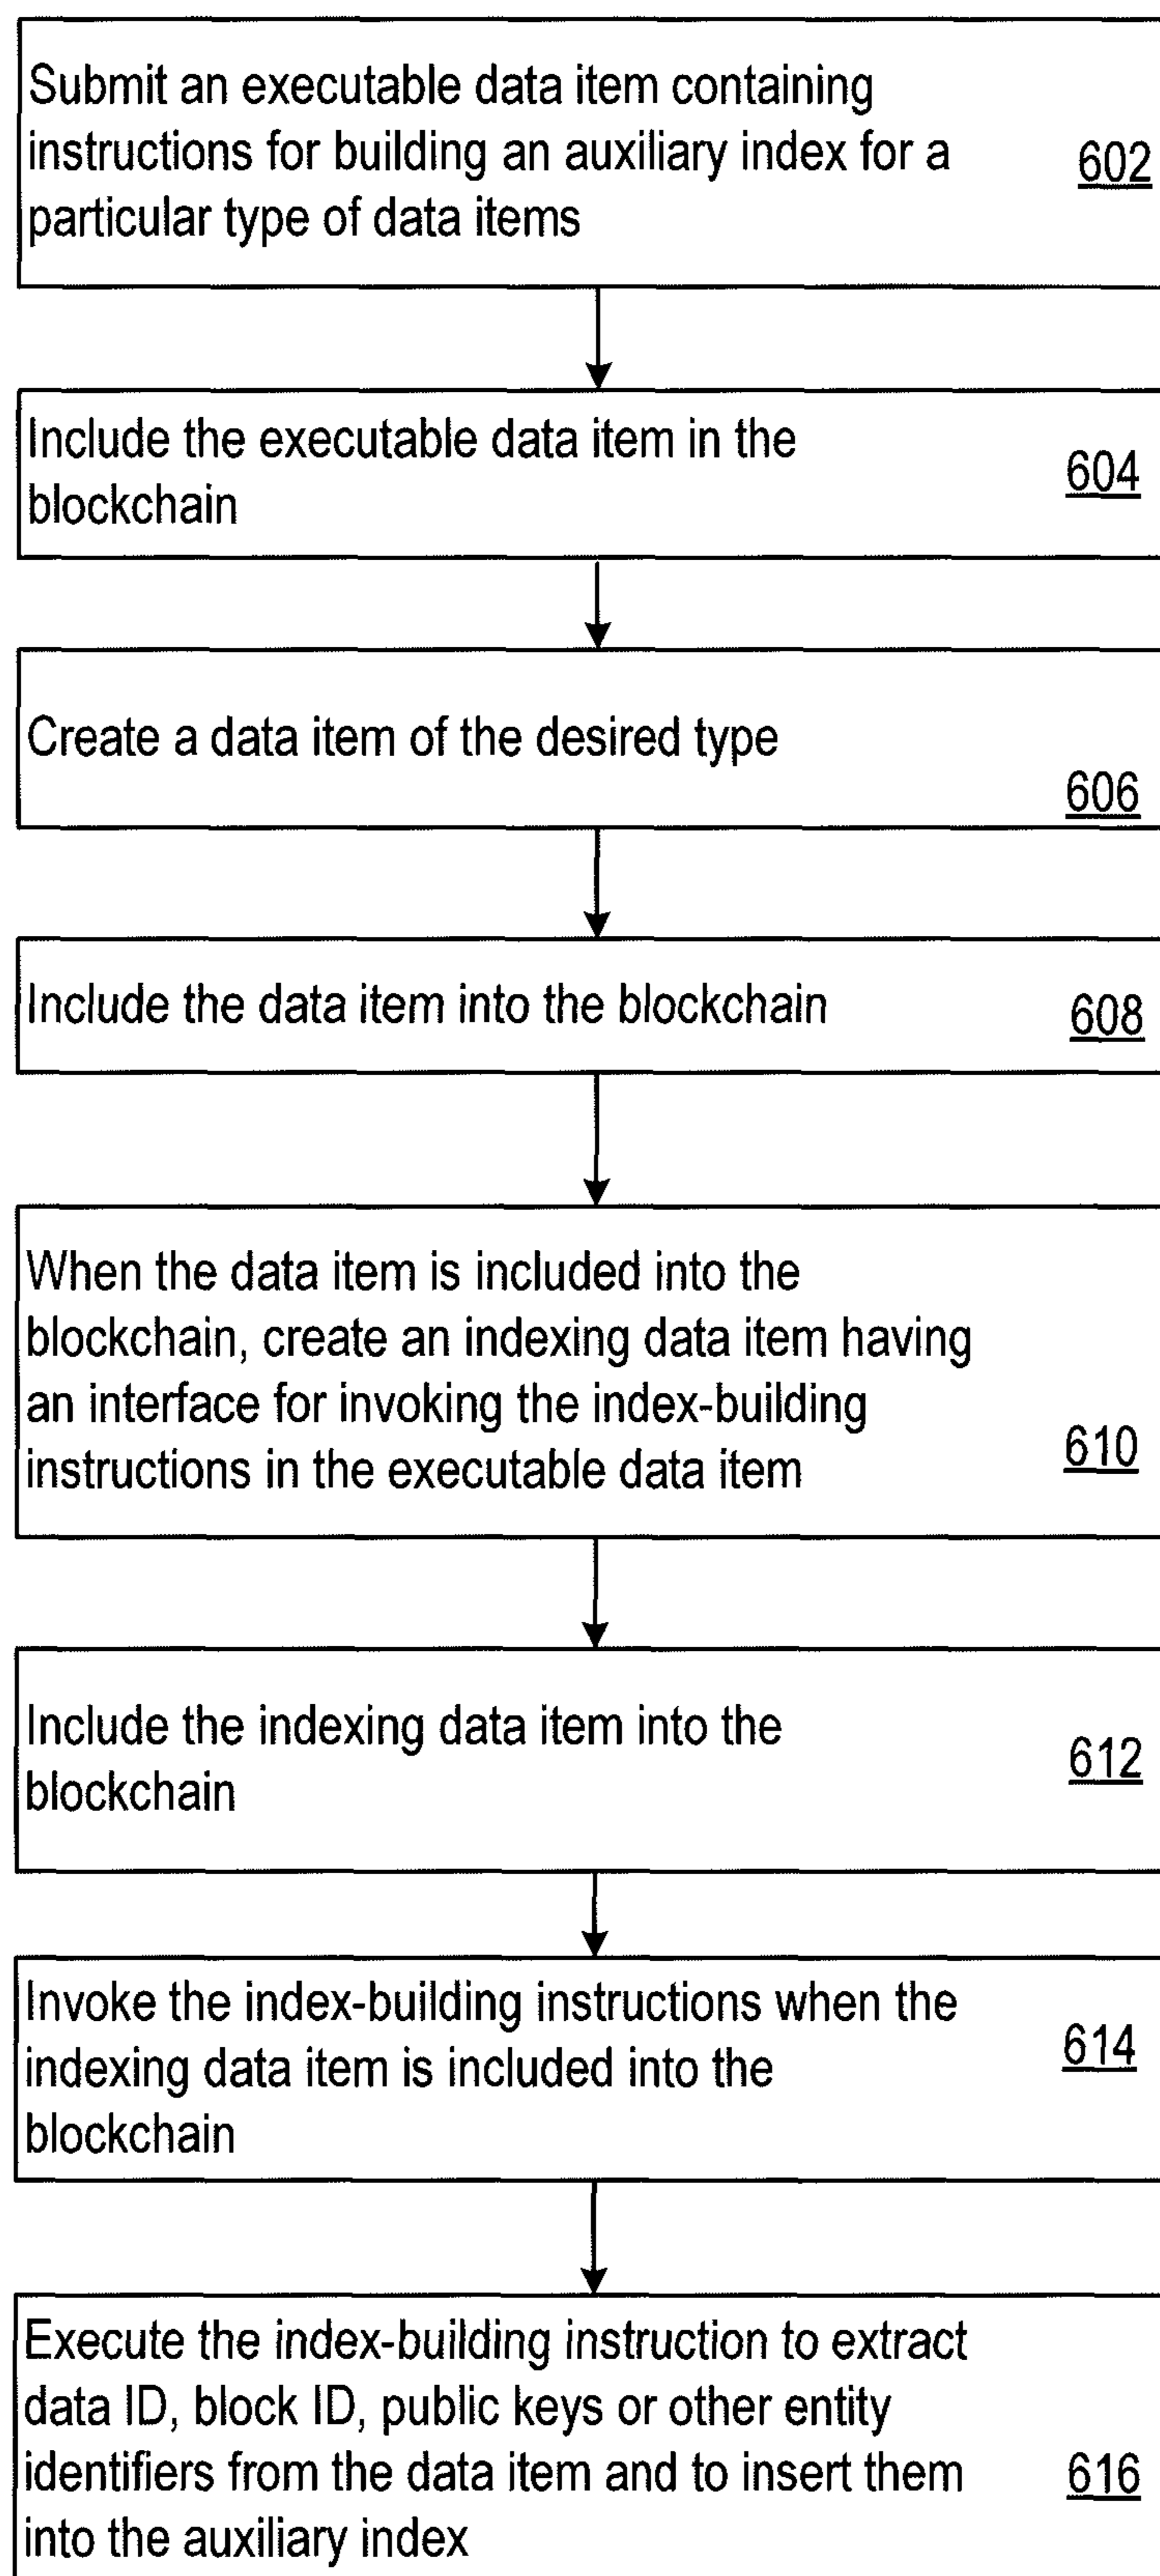 Submit an executable data item containing
instructions for building an auxiliary index for a
particular type of data items
602
Include the executable data item in the
blockchain
604
Create a data item of the desired type
606
Include the data item into the blockchain
608
When the data item is included into the
blockchain, create an indexing data item having
an interface for invoking the index-building
instructions in the executable data item
610
Include the indexing data item into the
blockchain
612
Invoke the index-building instructions when the
indexing data item is included into the
blockchain
614
Execute the index-building instruction to extract
data ID, block ID, public keys or other entity
identifiers from the data item and to insert them
into the auxiliary index
616